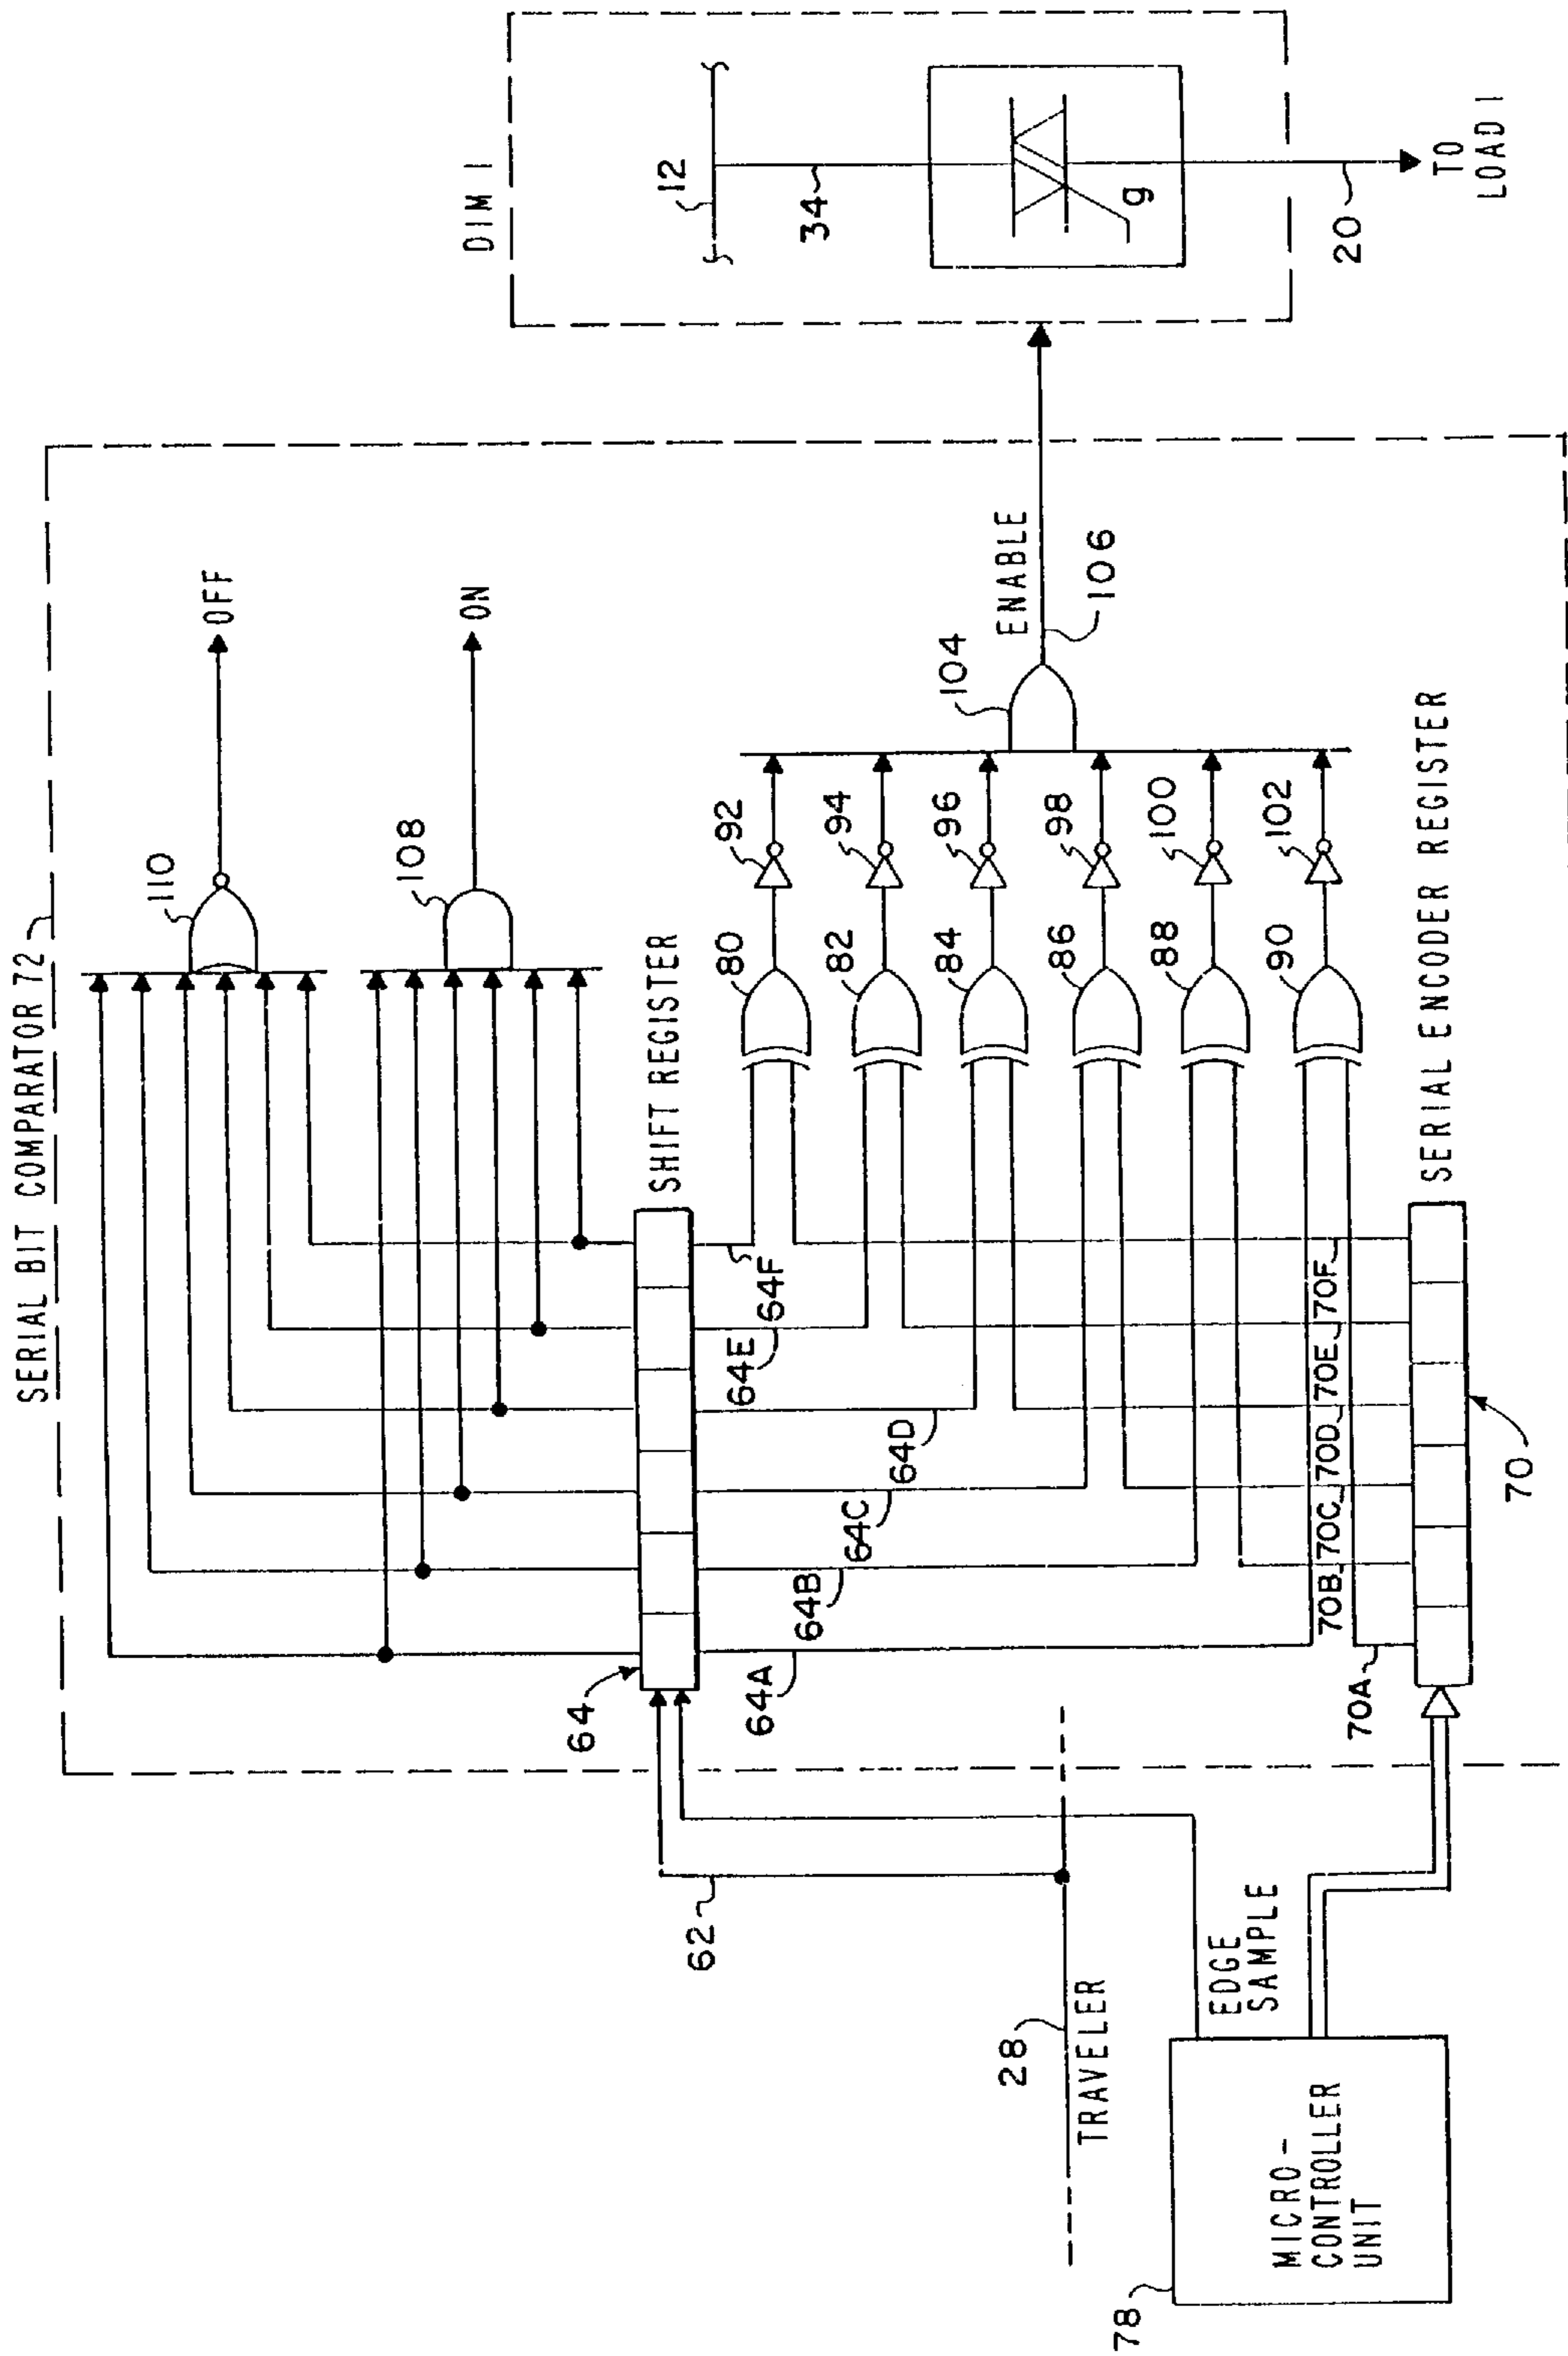 SERIAL BIT COMPARATOR 72
110
OFF
108
ON
DIM 1
12
34
g
20
TO
LOAD 1
64
SHIFT REGISTER
62
64A
64B
64C
64D
64E
64F
80
92
82
94
84
96
86
98
88
100
90
102
104
ENABLE
106
28
TRAVELER
EDGE
SAMPLE
70A
70B
70C
70D
70E
70F
SERIAL ENCODER REGISTER
70
78
MICRO-
CONTROLLER
UNIT